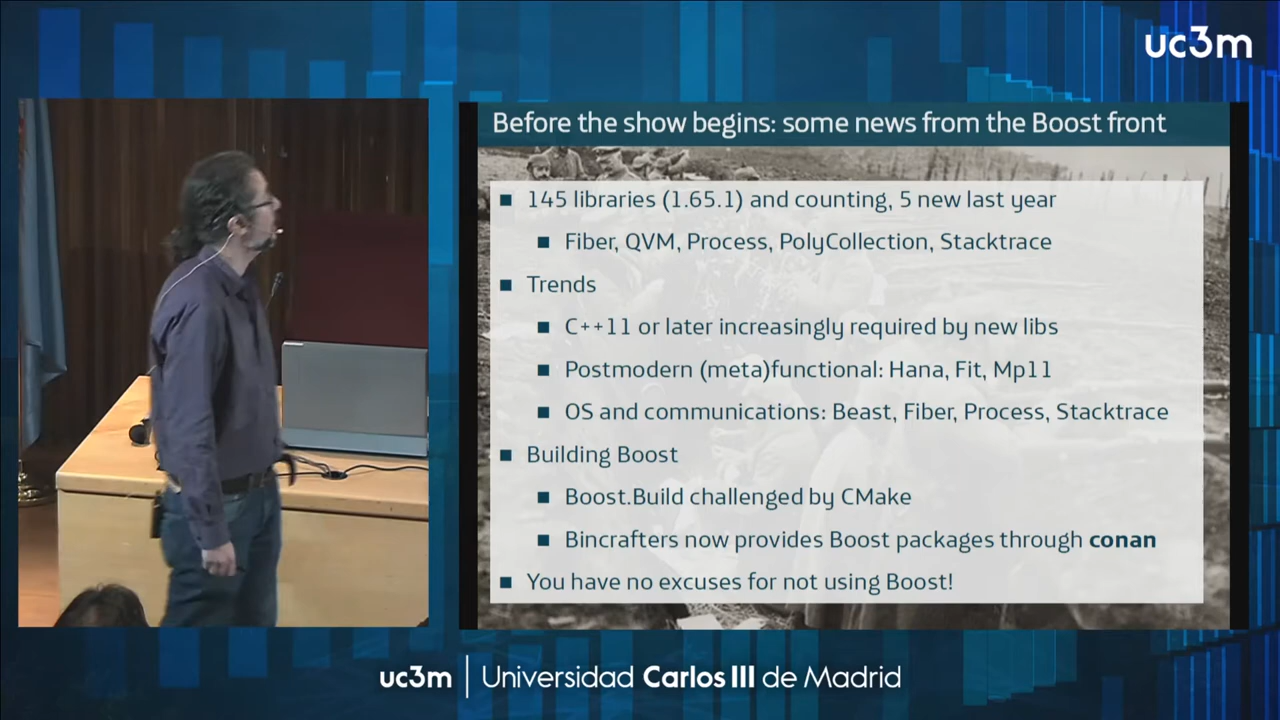 uc3m
Before the show begins: some news from the Boost front
145 libraries (1.65.1) and counting, 5 new last year
Fiber, QVM, Process, PolyCollection, Stacktrace
Trends
C++11 or later increasingly required by new libs
Postmodern (meta)functional: Hana, Fit, Mp11
OS and communications: Beast, Fiber, Process, Stacktrace
Building Boost
Boost.Build challenged by CMake
Bincrafters now provides Boost packages through conan
You have no excuses for not using Boost!
uc3m | Universidad Carlos III de Madrid